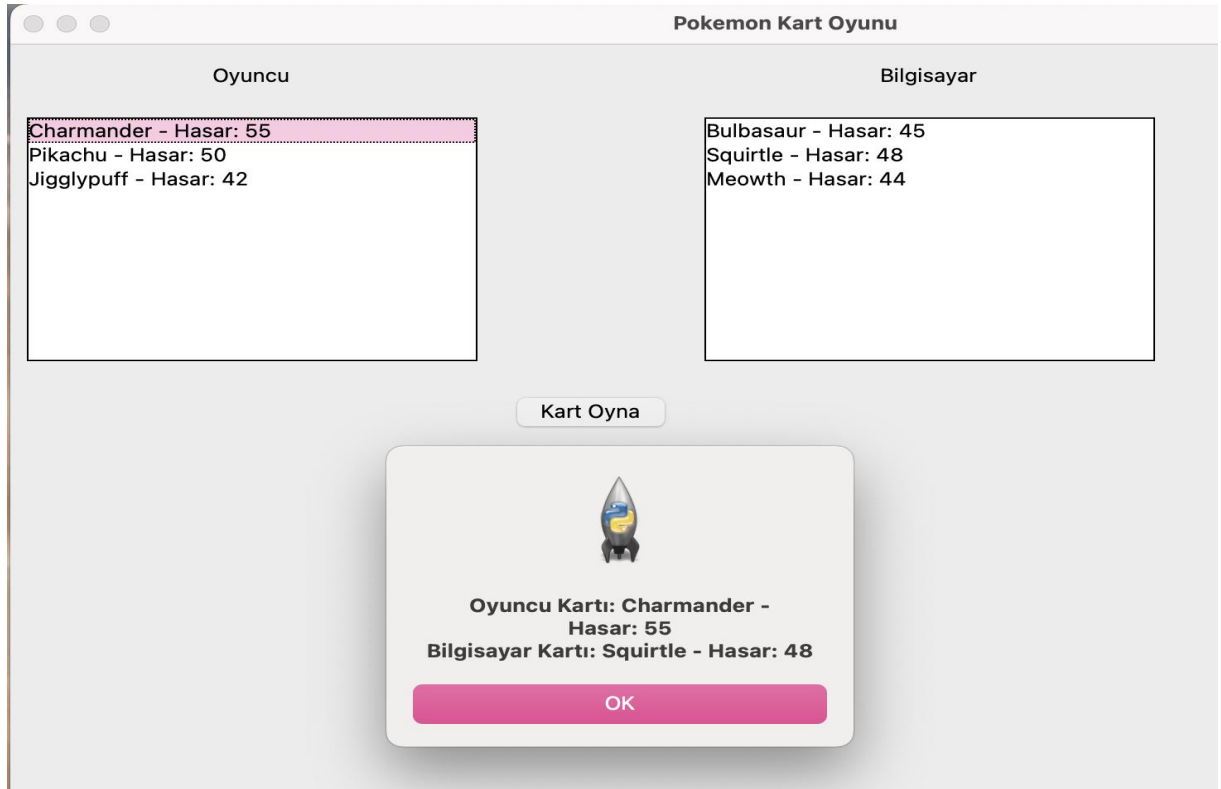 Pokemon Kart Oyunu
Oyuncu
Bilgisayar
Charmander - Hasar: 55
Pikachu - Hasar: 50
Jigglypuff - Hasar: 42
Bulbasaur - Hasar: 45
Squirtle - Hasar: 48
Meowth - Hasar: 44
Kart Oyna
Oyuncu Kartı: Charmander -
Hasar: 55
Bilgisayar Kartı: Squirtle - Hasar: 48
OK